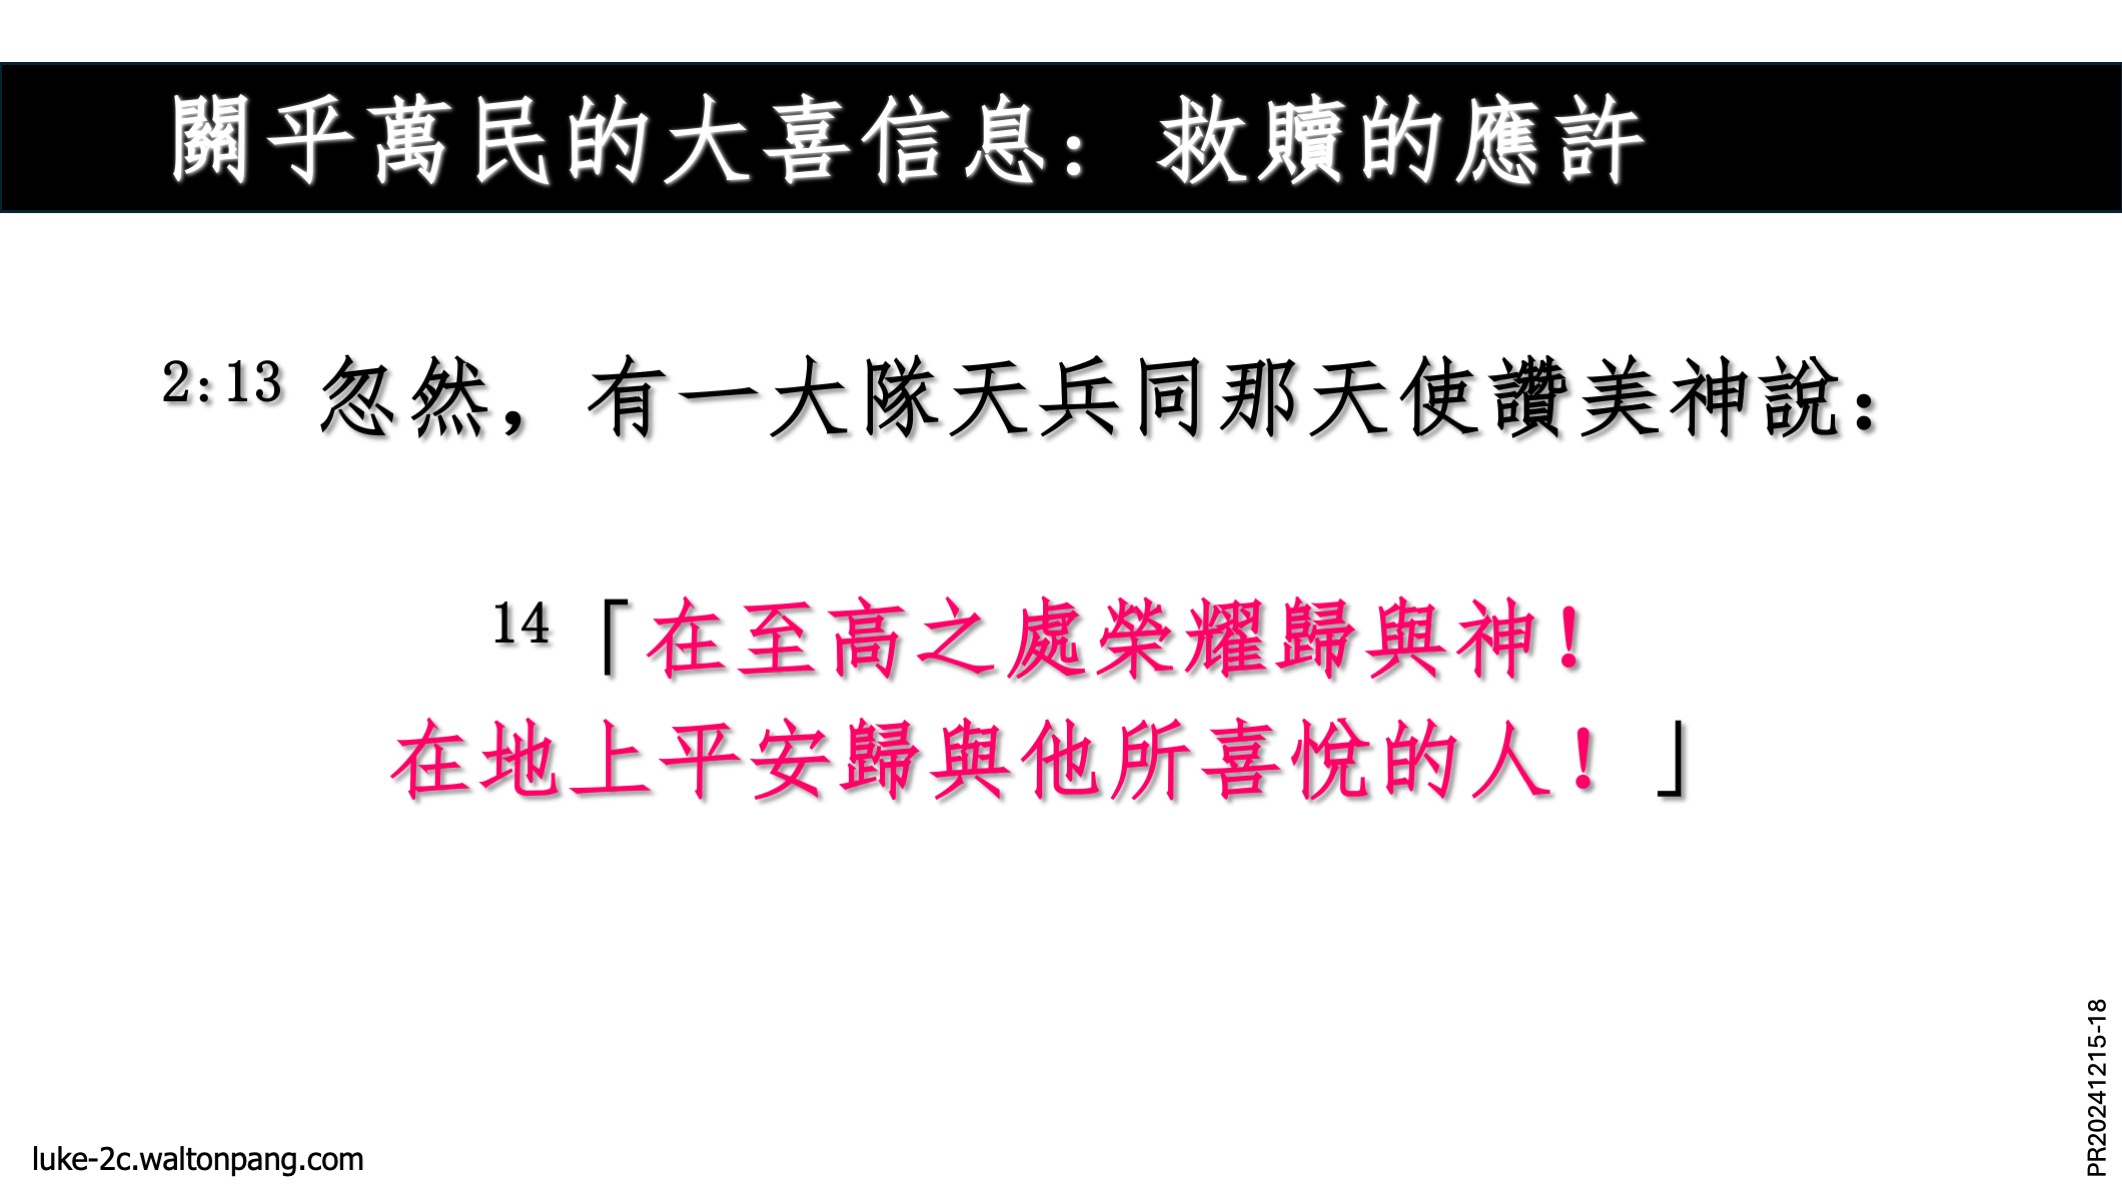 關乎萬民的大喜信息：救贖的應許
2:13 忽然，有一大隊天兵同那天使讚美神說：
14「在至高之處榮耀歸與神！
在地上平安歸與他所喜悅的人！」
luke-2c.waltonpang.com
PR20241215-18